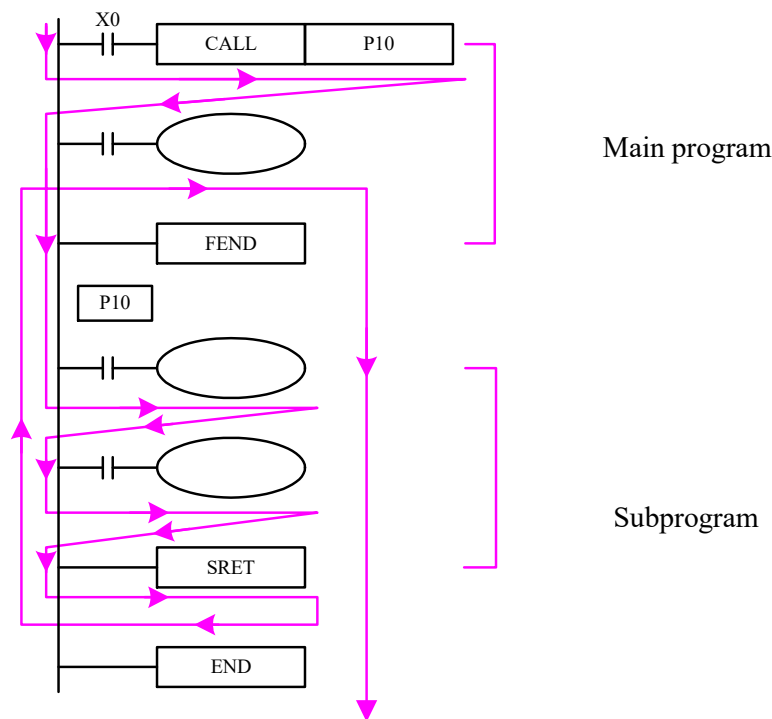 X0
CALL P10
Main program
FEND
P10
Subprogram
SRET
END